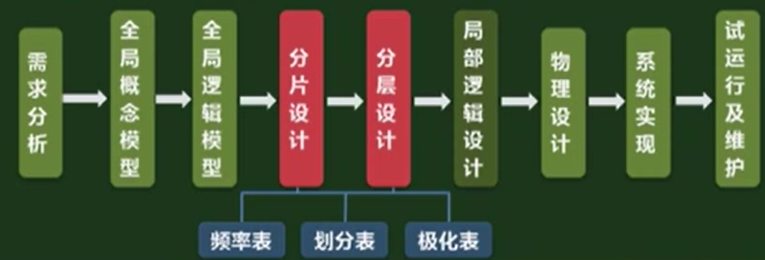 需求分析
全局概念模型
全局逻辑模型
分片设计
分层设计
局部逻辑设计
物理设计
系统实现
试运行及维护
频率表
划分表
极化表